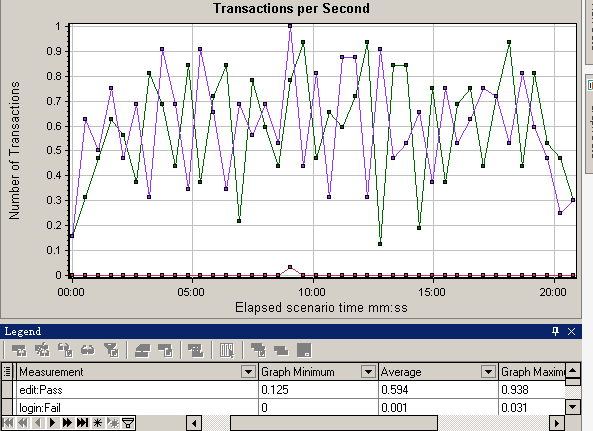 Transactions per Second
Number of Transactions
1
0.9
0.8
0.7
0.6
0.5
0.4
0.3
0.2
0.1
0
00:00 05:00 10:00 15:00 20:00
Elapsed scenario time mm:ss
Legend
Measurement Graph Minimum Average Graph Maximu
edit:Pass 0.125 0.594 0.938
login:Fail 0 0.001 0.031